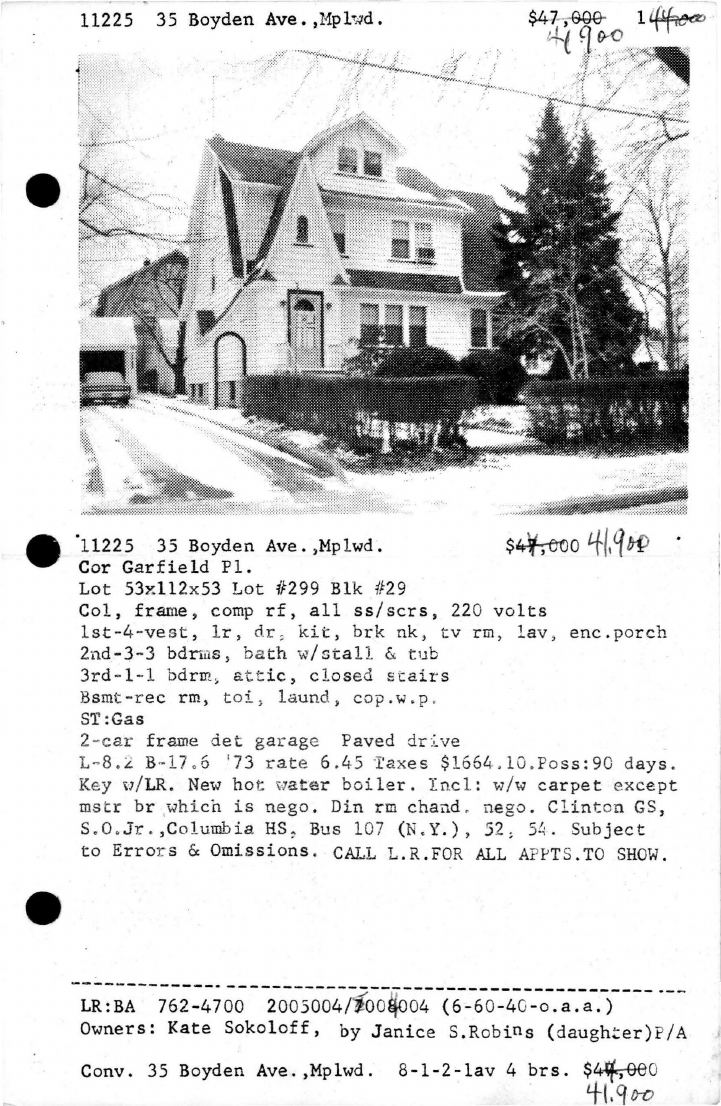 11225 35 Boyden Ave.,Mplwd. $47,000 144,000
41,900
11225 35 Boyden Ave.,Mplwd. $47,000 41,900
Cor Garfield Pl.
Lot 53x112x53 Lot #299 Blk #29
Col, frame, comp rf, all ss/scrs, 220 volts
1st-4-vest, lr, dr, kit, brk nk, tv rm, lav, enc.porch
2nd-3-3 bdrms, bath w/stall & tub
3rd-1-1 bdrm, attic, closed stairs
Bsmt-rec rm, toi, laund, cop.w.p.
ST:Gas
2-car frame det garage Paved drive
L-8.2 B-17.6 '73 rate 6.45 Taxes $1664.10.Poss:90 days.
Key w/LR. New hot water boiler. Incl: w/w carpet except
mstr br which is nego. Din rm chand. nego. Clinton GS,
S.O.Jr.,Columbia HS, Bus 107 (N.Y.), 52, 54. Subject
to Errors & Omissions. CALL L.R.FOR ALL APPTS.TO SHOW.
LR:BA 762-4700 2005004/004 (6-60-40-o.a.a.)
Owners: Kate Sokoloff, by Janice S.Robins (daughter)P/A
Conv. 35 Boyden Ave.,Mplwd. 8-1-2-lav 4 brs. $44,000
41.900